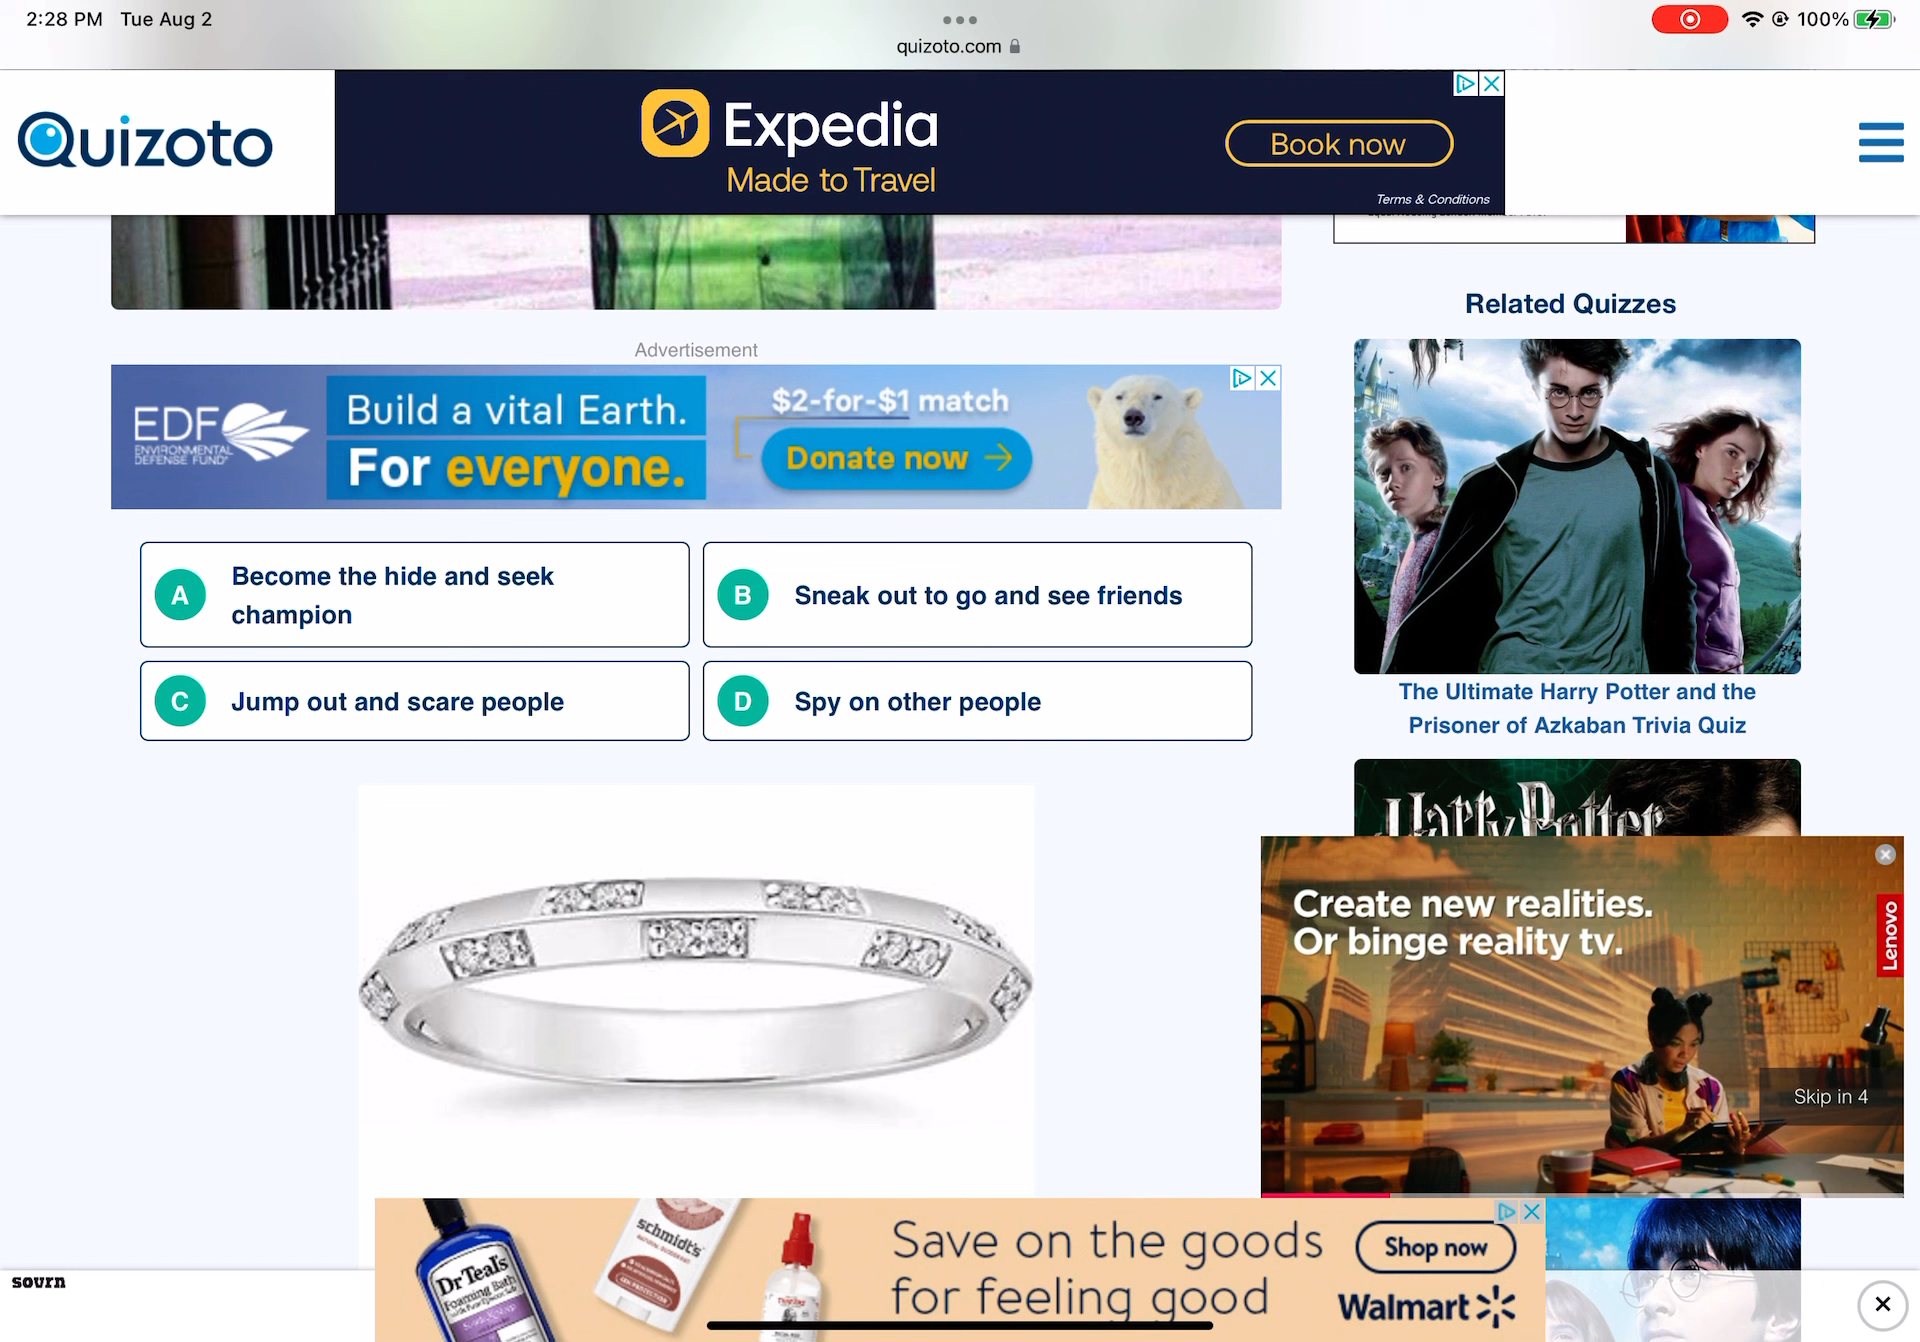 2:28 PM Tue Aug 2
100%
quizoto.com
Quizoto
Expedia
Made to Travel
Book now
Terms & Conditions
Related Quizzes
Advertisement
EDF
ENVIRONMENTAL
DEFENSE FUND
Build a vital Earth.
For everyone.
$2-for-$1 match
Donate now
A Become the hide and seek
champion
B Sneak out to go and see friends
C Jump out and scare people
D Spy on other people
The Ultimate Harry Potter and the
Prisoner of Azkaban Trivia Quiz
Harry Potter
Create new realities.
Or binge reality tv.
Lenovo
Skip in 4
Dr Teal's
Foaming Bath
schmidt's
Save on the goods
for feeling good
Shop now
Walmart
sovrn